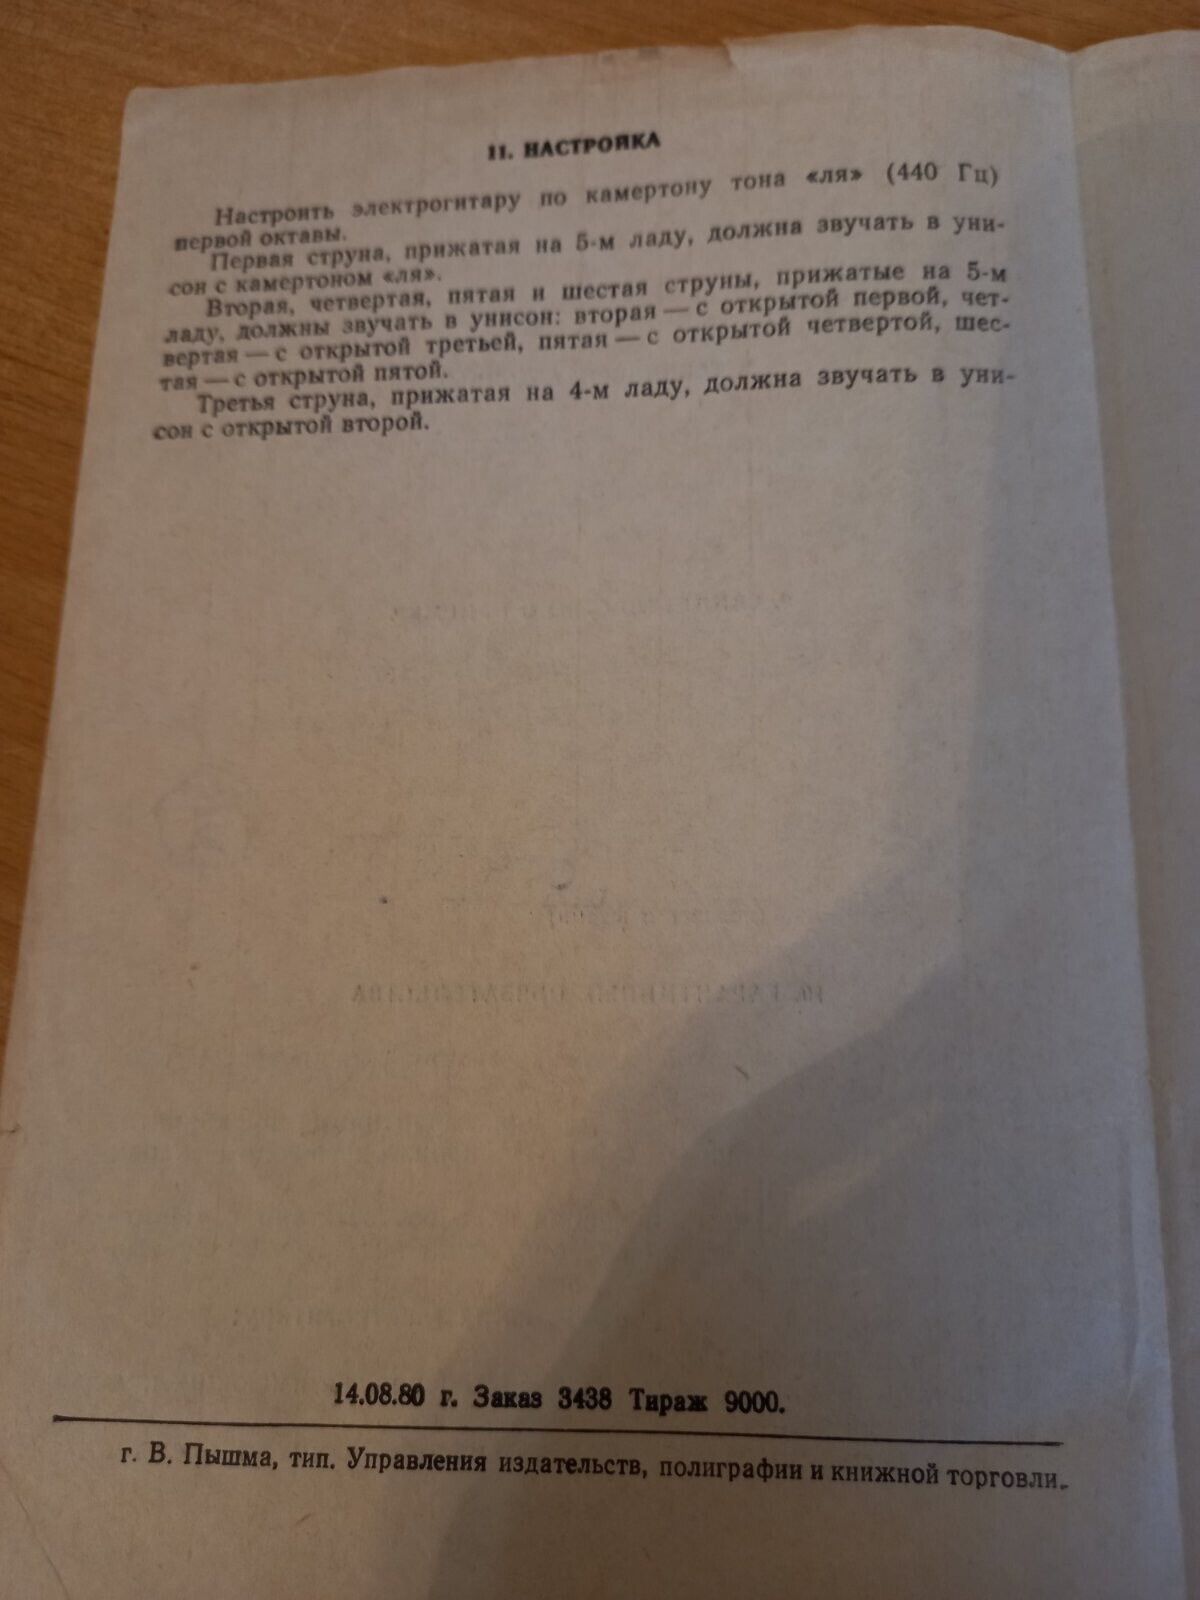 11. НАСТРОЙКА
Настроить электрогитару по камертону тона «ля» (440 Гц)
первой октавы.
Первая струна, прижатая на 5-м ладу, должна звучать в уни-
сон с камертоном «ля».
Вторая, четвертая, пятая и шестая струны, прижатые на 5-м
ладу, должны звучать в унисон: вторая — с открытой первой, чет-
вертая — с открытой третьей, пятая — с открытой четвертой, шес-
тая — с открытой пятой.
Третья струна, прижатая на 4-м ладу, должна звучать в уни-
сон с открытой второй.
14.08.80 г. Заказ 3438 Тираж 9000.
г. В. Пышма, тип. Управления издательств, полиграфии и книжной торговли.